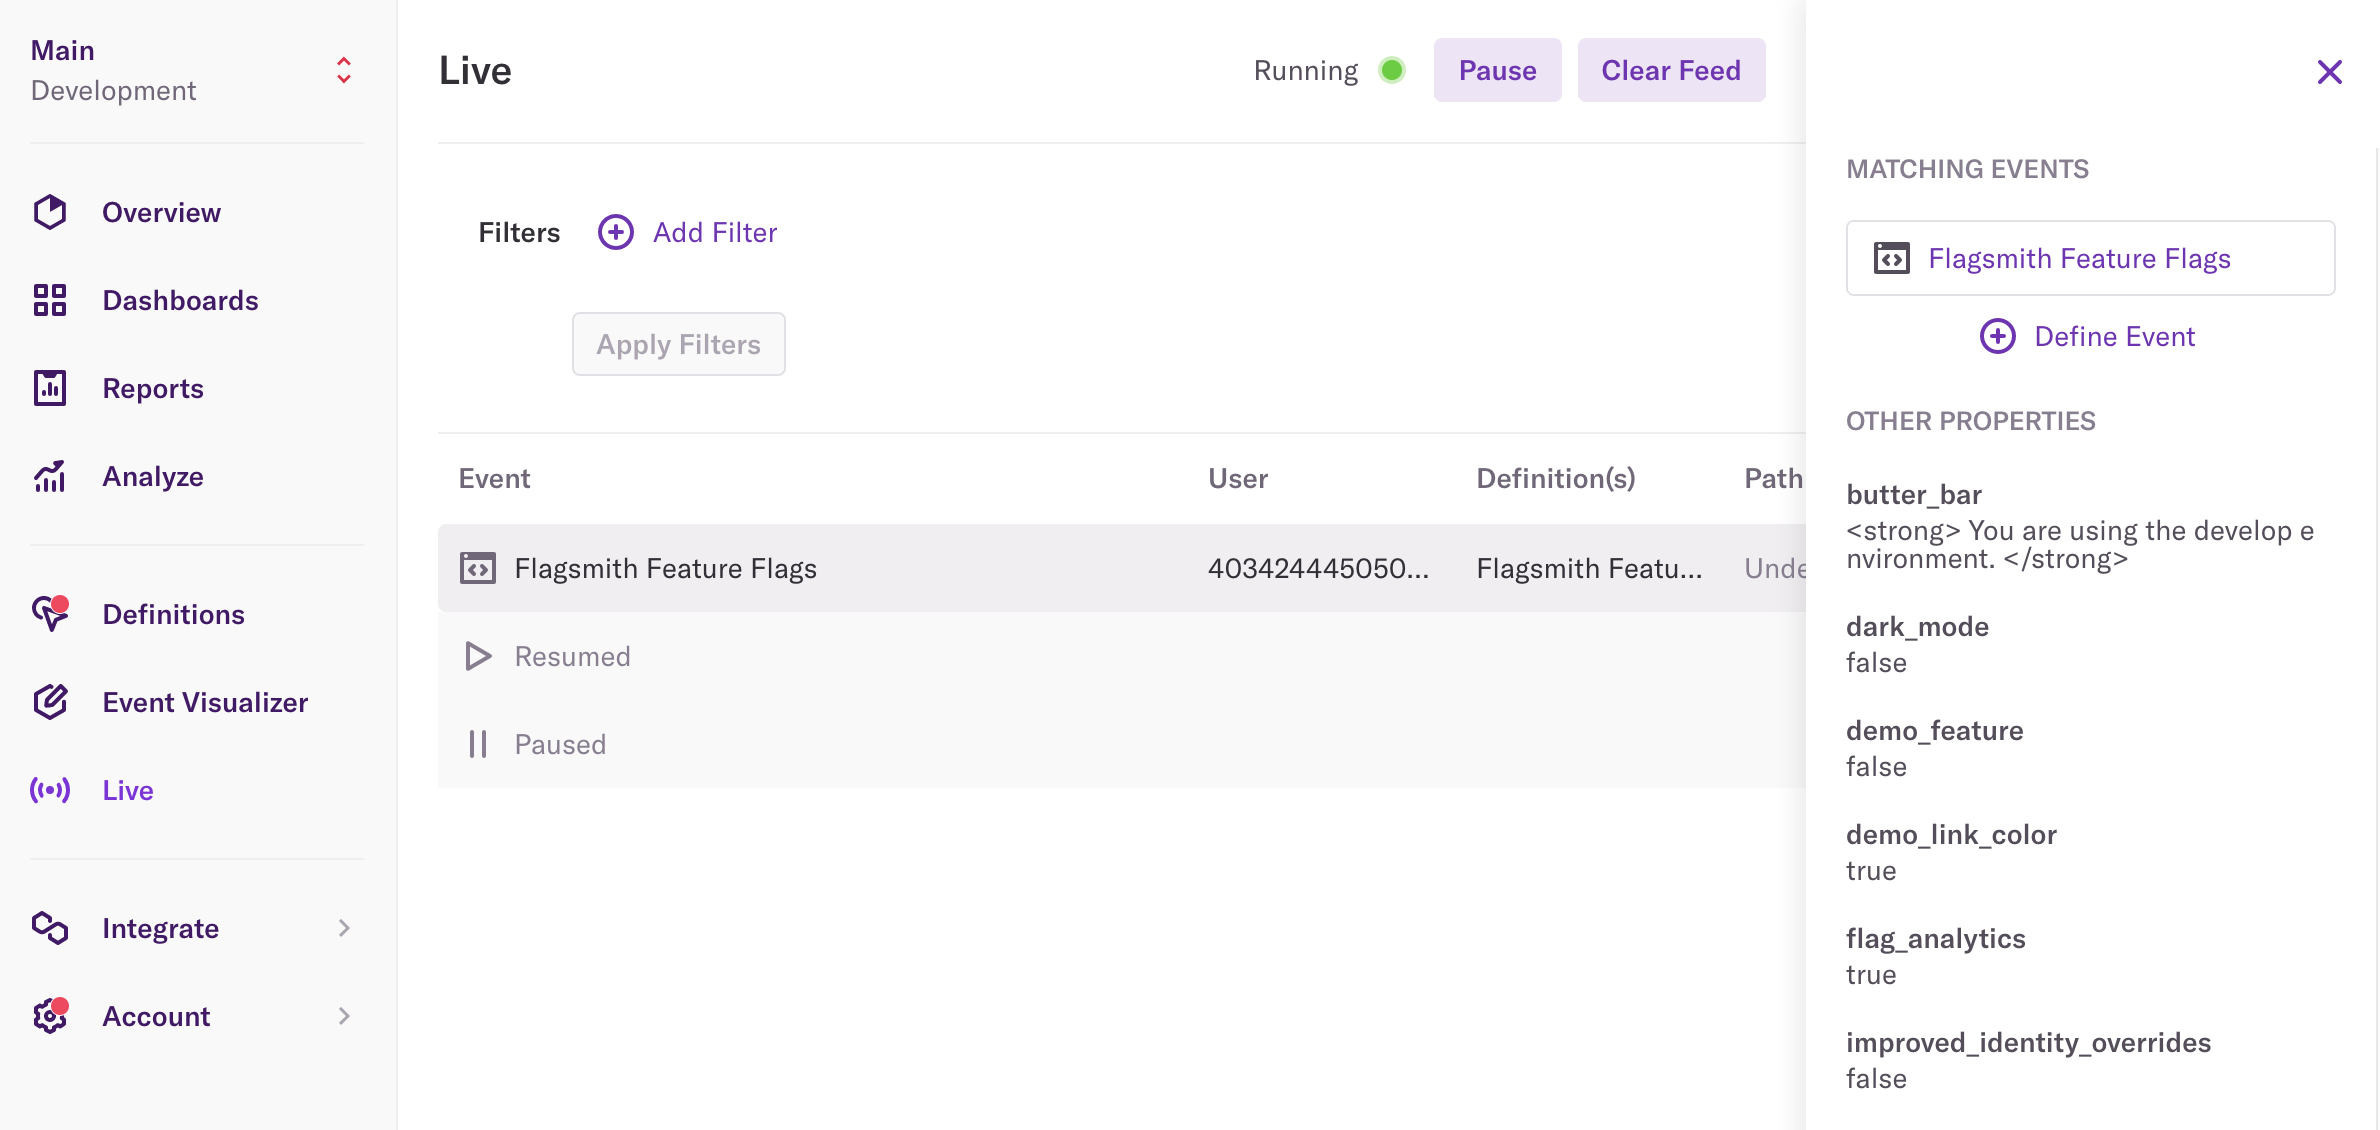 Main
Development
Overview
Dashboards
Reports
Analyze
Definitions
Event Visualizer
Live
Integrate
Account
Live
Running
Pause
Clear Feed
Filters
Add Filter
Apply Filters
Event User Definition(s) Path
Flagsmith Feature Flags 403424445050... Flagsmith Featu... Unde
Resumed
Paused
MATCHING EVENTS
Flagsmith Feature Flags
Define Event
OTHER PROPERTIES
butter_bar
<strong> You are using the develop e
nvironment. </strong>
dark_mode
false
demo_feature
false
demo_link_color
true
flag_analytics
true
improved_identity_overrides
false